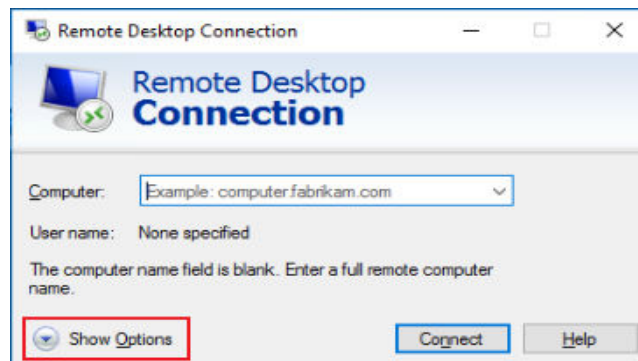 Remote Desktop Connection
Remote Desktop
Connection
Computer: Example: computer.fabrikam.com
User name: None specified
The computer name field is blank. Enter a full remote computer
name.
Show Options Connect Help